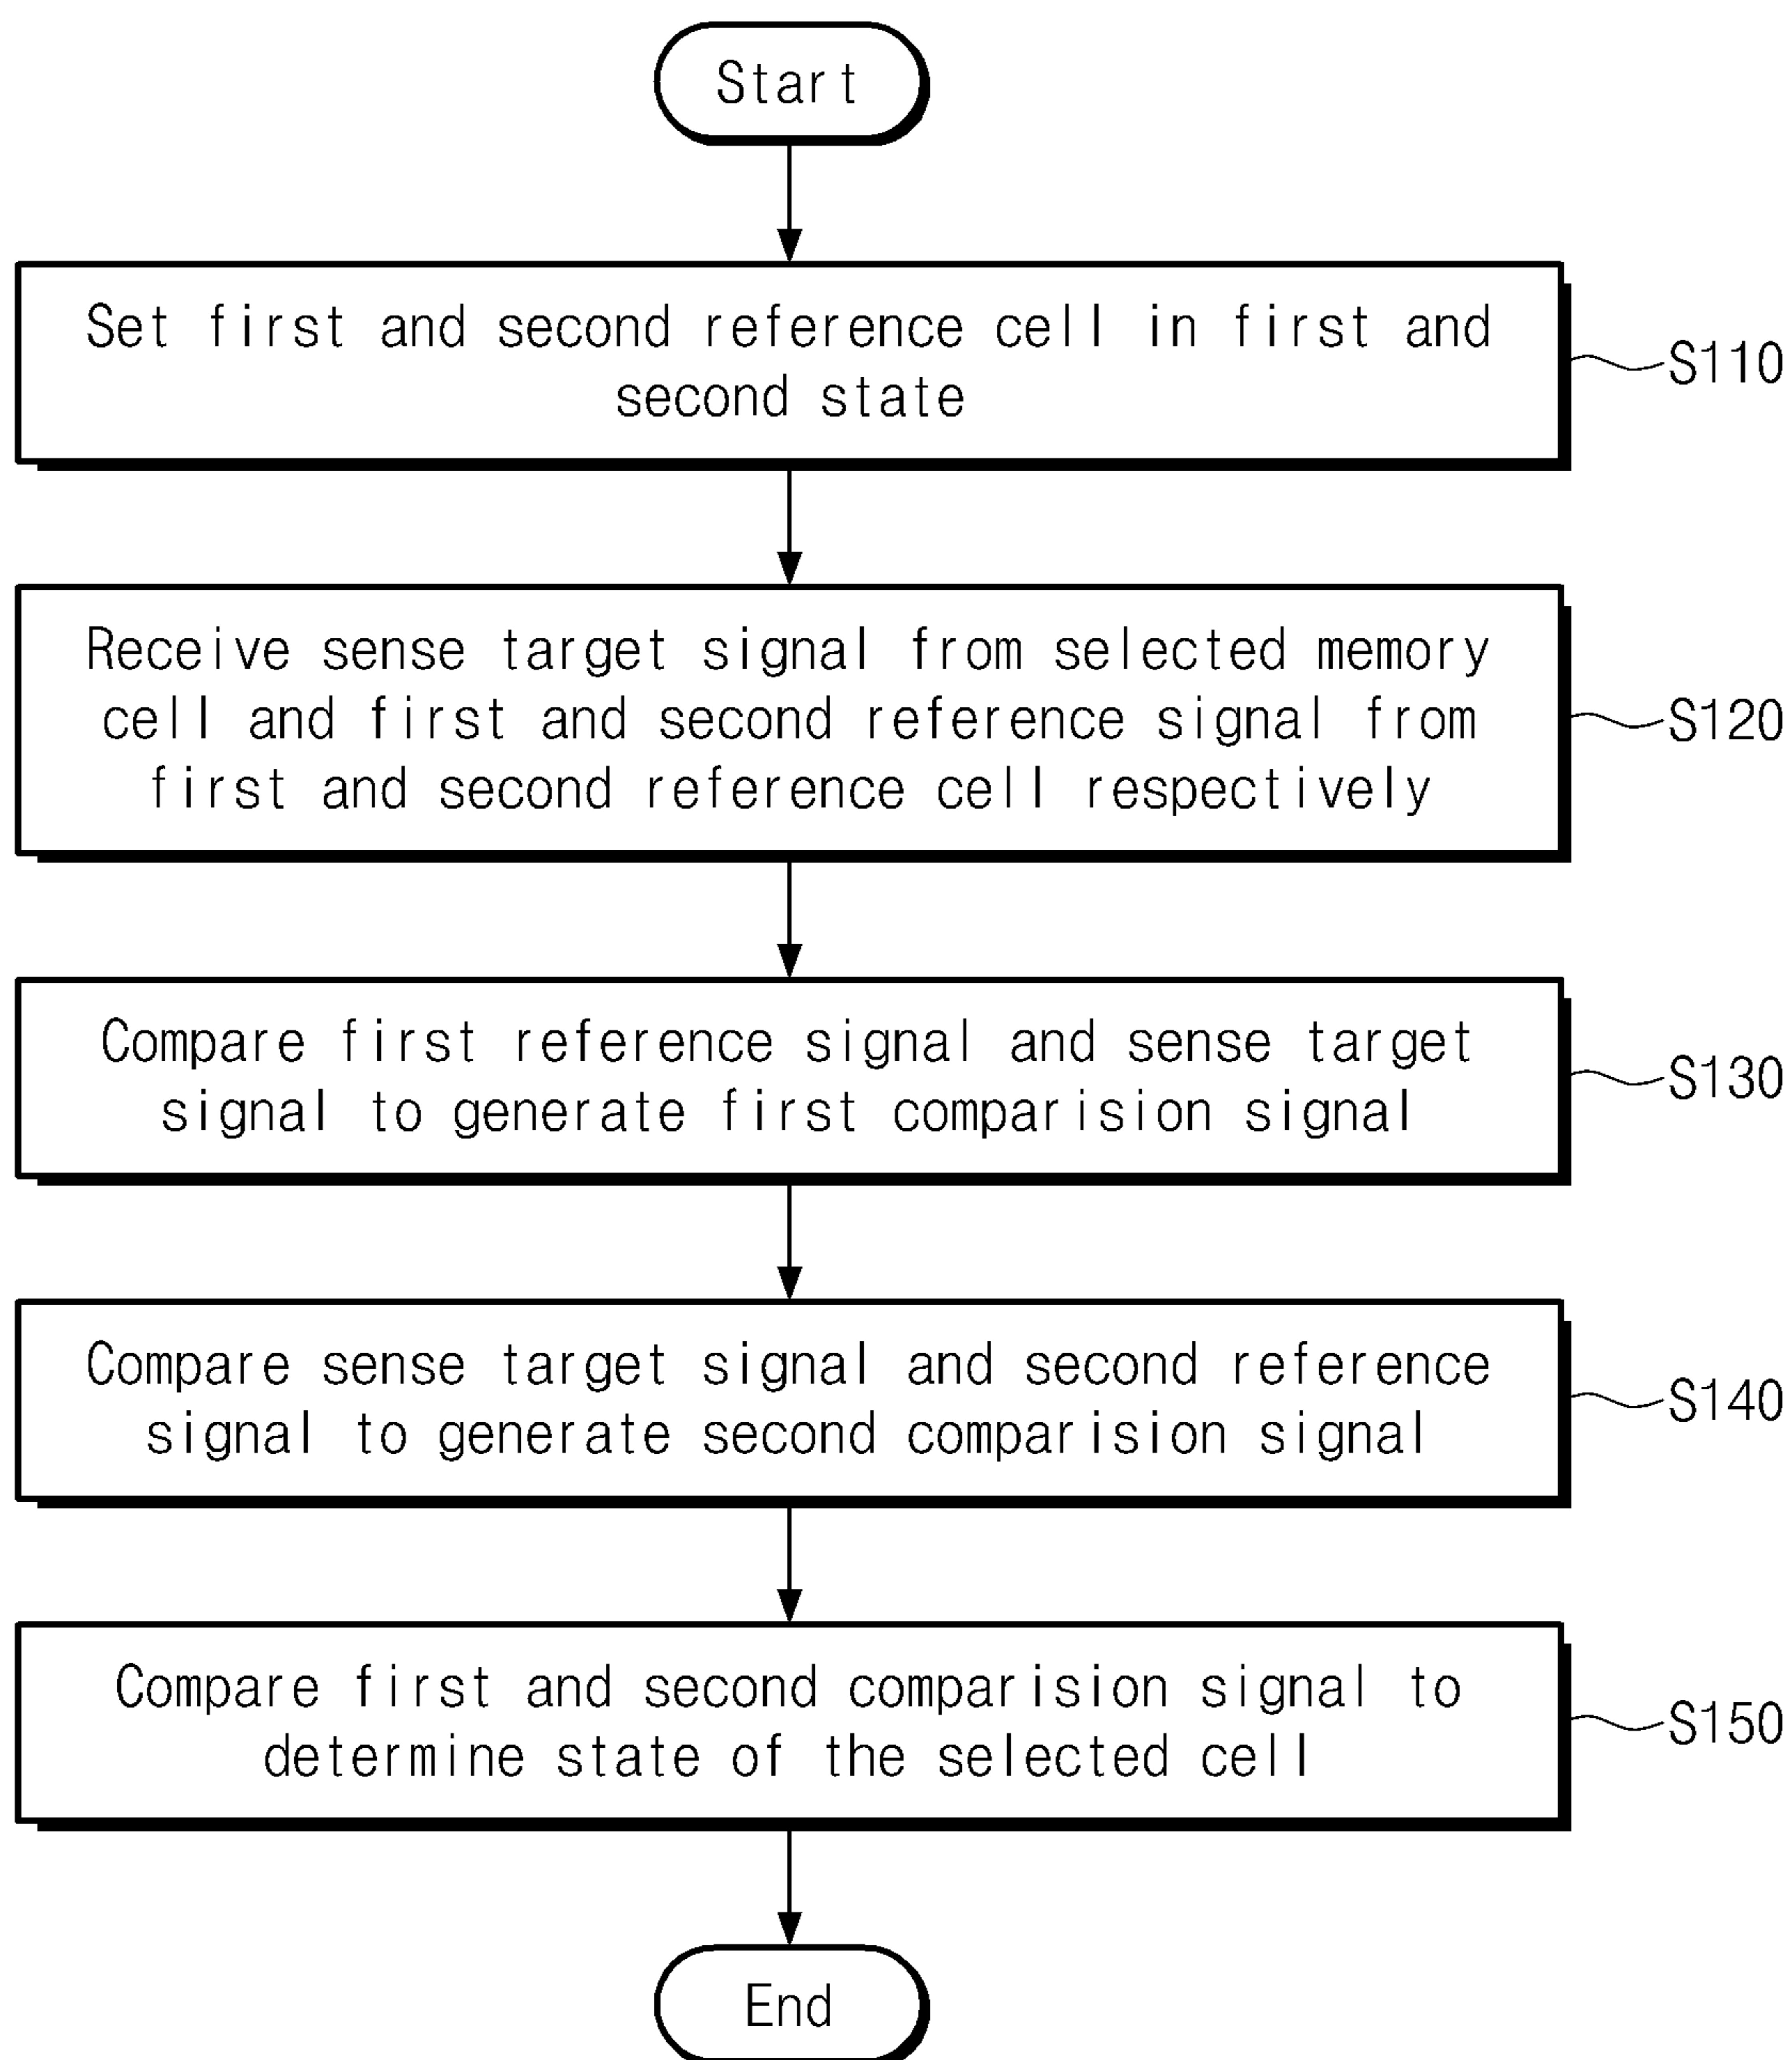 Start
Set first and second reference cell in first and
second state
S110
Receive sense target signal from selected memory
cell and first and second reference signal from
first and second reference cell respectively
S120
Compare first reference signal and sense target
signal to generate first comparision signal
S130
Compare sense target signal and second reference
signal to generate second comparision signal
S140
Compare first and second comparision signal to
determine state of the selected cell
S150
End